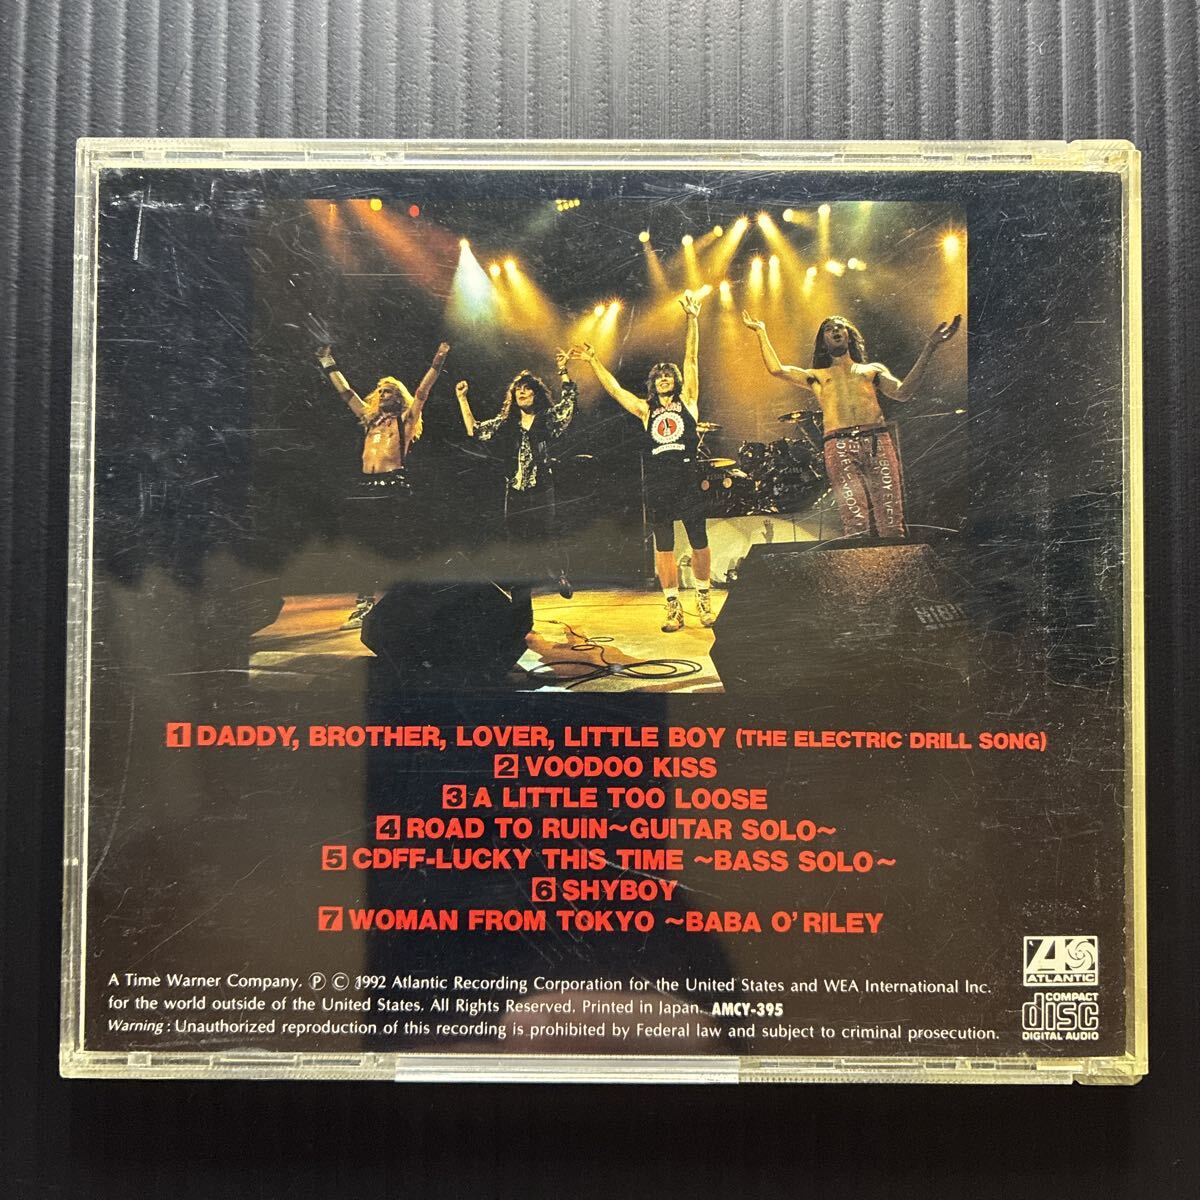 BODY EVERY
DAY BODY
1 DADDY, BROTHER, LOVER, LITTLE BOY (THE ELECTRIC DRILL SONG)
2 VOODOO KISS
3 A LITTLE TOO LOOSE
4 ROAD TO RUIN~GUITAR SOLO~
5 CDFF-LUCKY THIS TIME ~BASS SOLO~
6 SHYBOY
7 WOMAN FROM TOKYO ~BABA O' RILEY
ATLANTIC
A Time Warner Company. Ⓟ © 1992 Atlantic Recording Corporation for the United States and WEA International Inc.
for the world outside of the United States. All Rights Reserved. Printed in Japan. AMCY-395
Warning : Unauthorized reproduction of this recording is prohibited by Federal law and subject to criminal prosecution.
COMPACT
disc
DIGITAL AUDIO